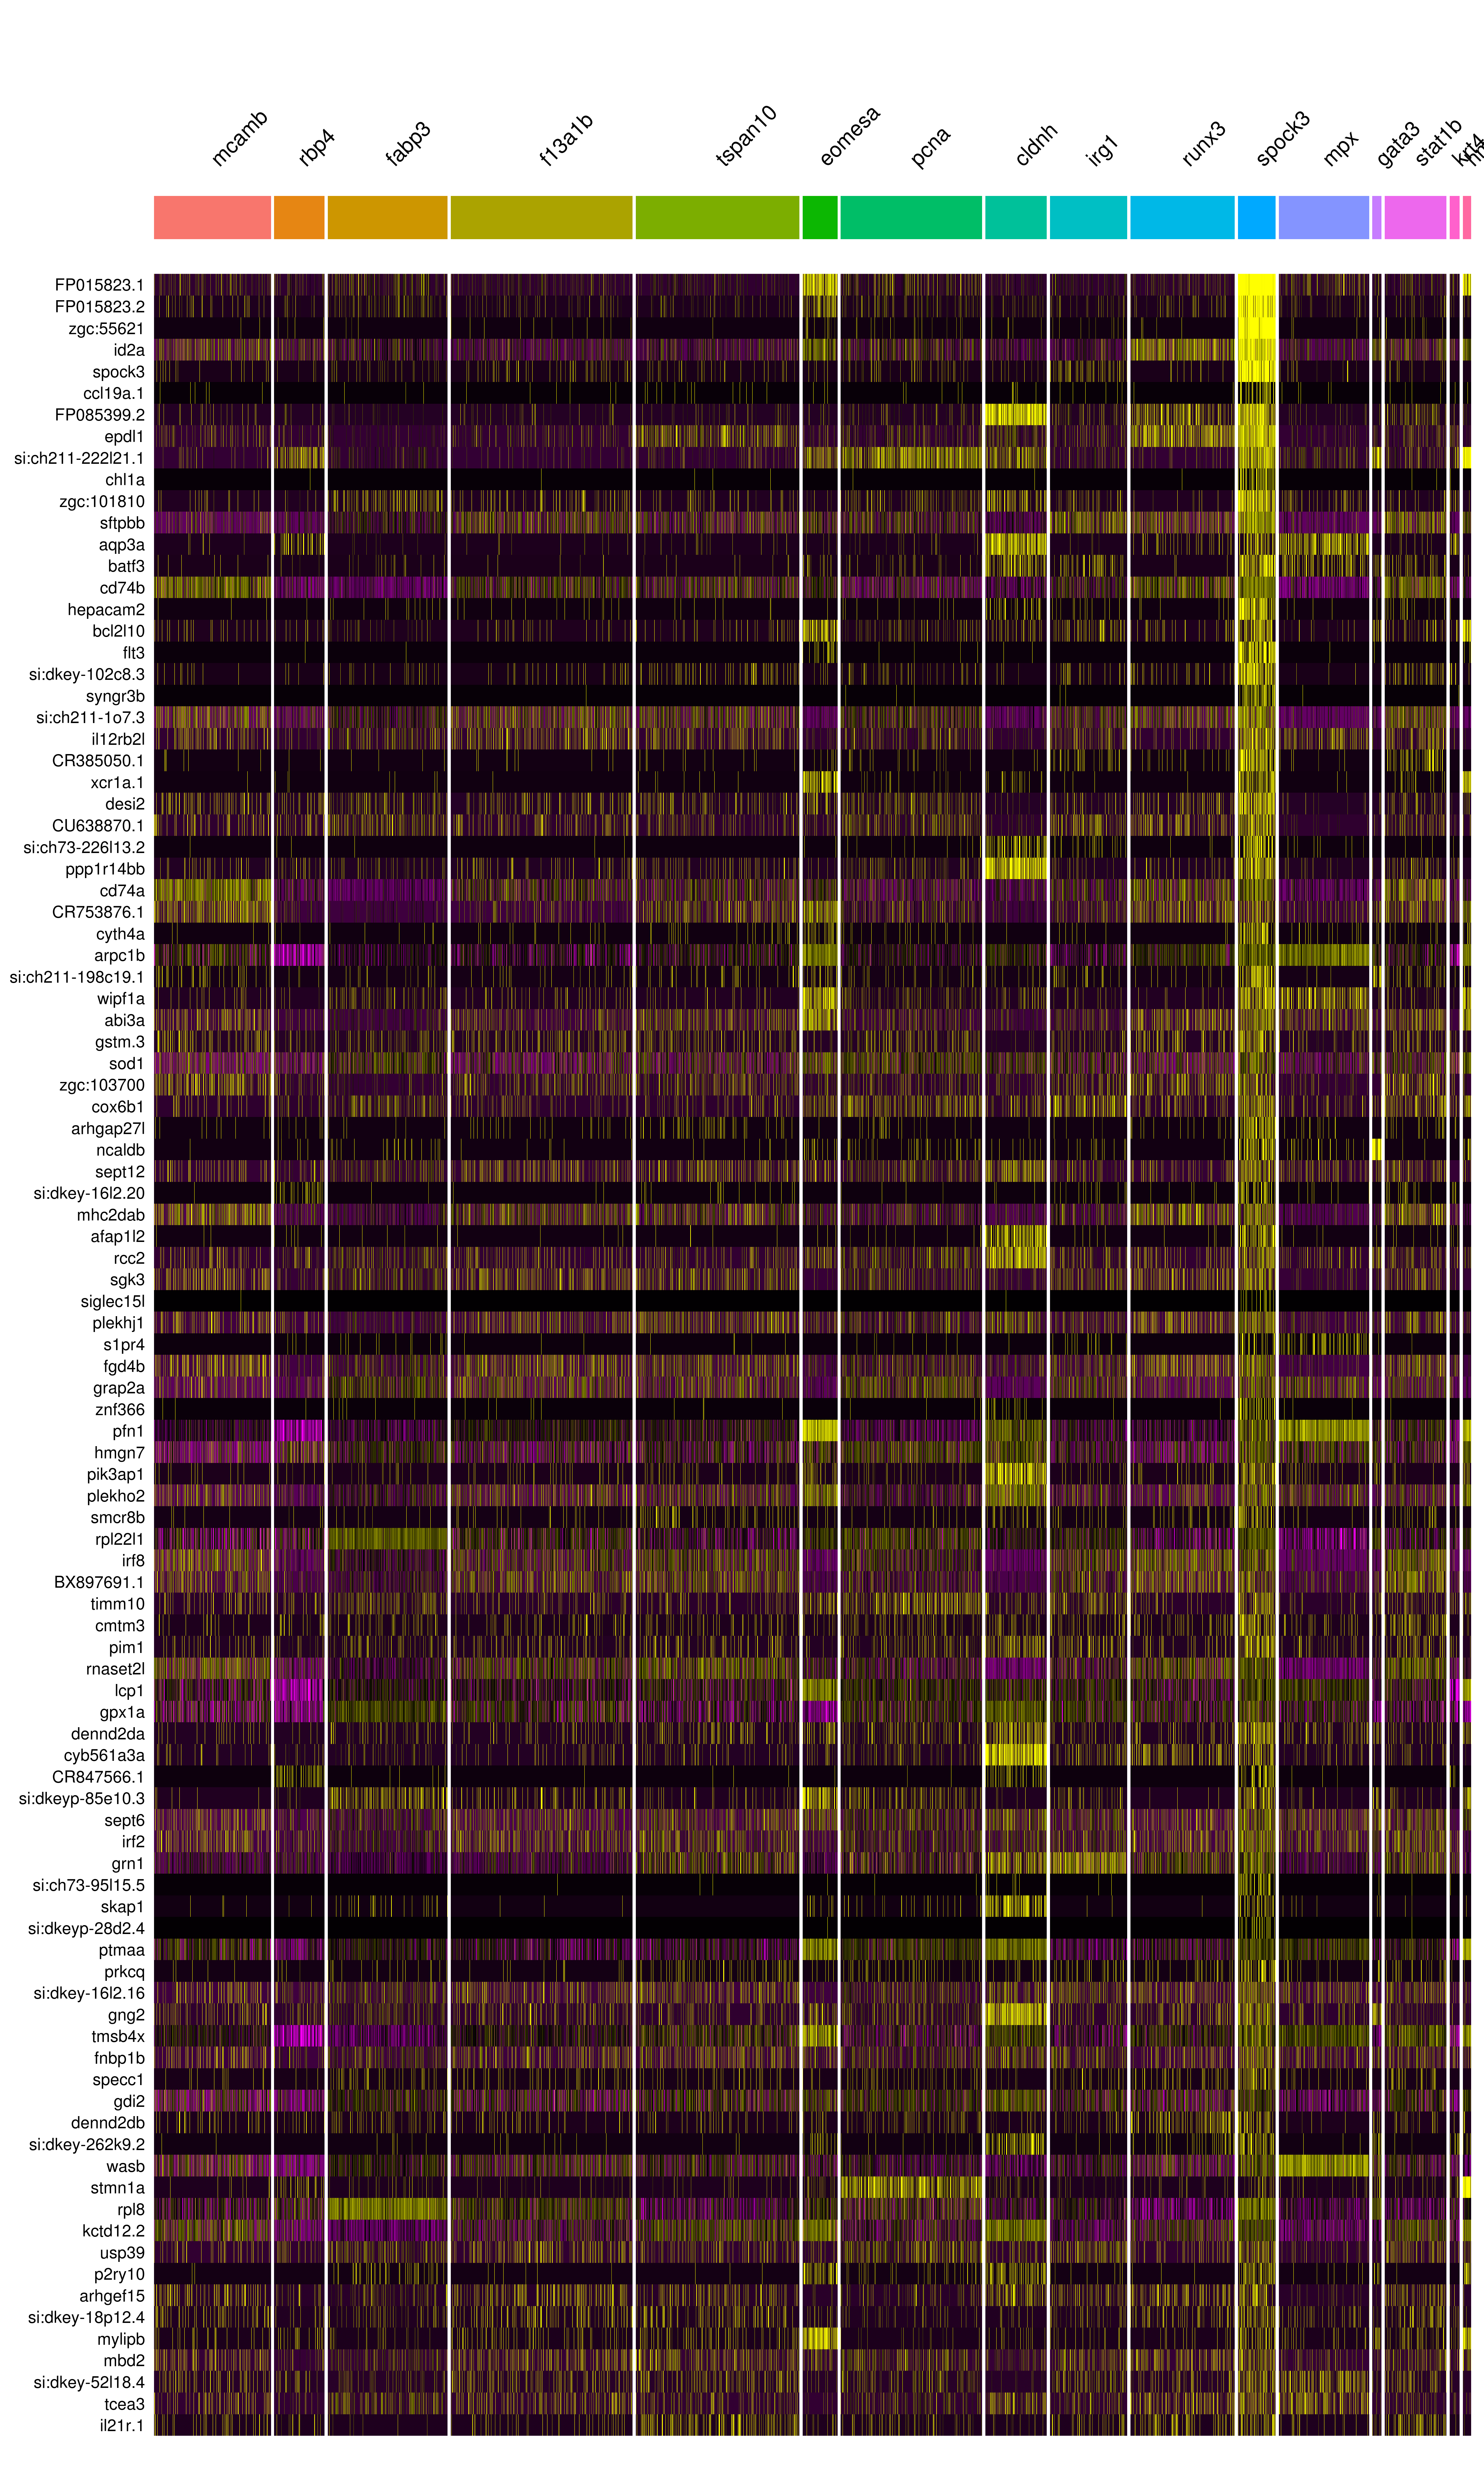 mcamb
rbp4
fabp3
f13a1b
tspan10
eomesa
pcna
cldnh
irg1
runx3
spock3
mpx
gata3
stat1b
krt4
FP015823.1
FP015823.2
zgc:55621
id2a
spock3
ccl19a.1
FP085399.2
epdl1
si:ch211-222l21.1
chl1a
zgc:101810
sftpbb
aqp3a
batf3
cd74b
hepacam2
bcl2l10
flt3
si:dkey-102c8.3
syngr3b
si:ch211-1o7.3
il12rb2l
CR385050.1
xcr1a.1
desi2
CU638870.1
si:ch73-226l13.2
ppp1r14bb
cd74a
CR753876.1
cyth4a
arpc1b
si:ch211-198c19.1
wipf1a
abi3a
gstm.3
sod1
zgc:103700
cox6b1
arhgap27l
ncaldb
sept12
si:dkey-16l2.20
mhc2dab
afap1l2
rcc2
sgk3
siglec15l
plekhj1
s1pr4
fgd4b
grap2a
znf366
pfn1
hmgn7
pik3ap1
plekho2
smcr8b
rpl22l1
irf8
BX897691.1
timm10
cmtm3
pim1
rnaset2l
lcp1
gpx1a
dennd2da
cyb561a3a
CR847566.1
si:dkeyp-85e10.3
sept6
irf2
grn1
si:ch73-95l15.5
skap1
si:dkeyp-28d2.4
ptmaa
prkcq
si:dkey-16l2.16
gng2
tmsb4x
fnbp1b
specc1
gdi2
dennd2db
si:dkey-262k9.2
wasb
stmn1a
rpl8
kctd12.2
usp39
p2ry10
arhgef15
si:dkey-18p12.4
mylipb
mbd2
si:dkey-52l18.4
tcea3
il21r.1